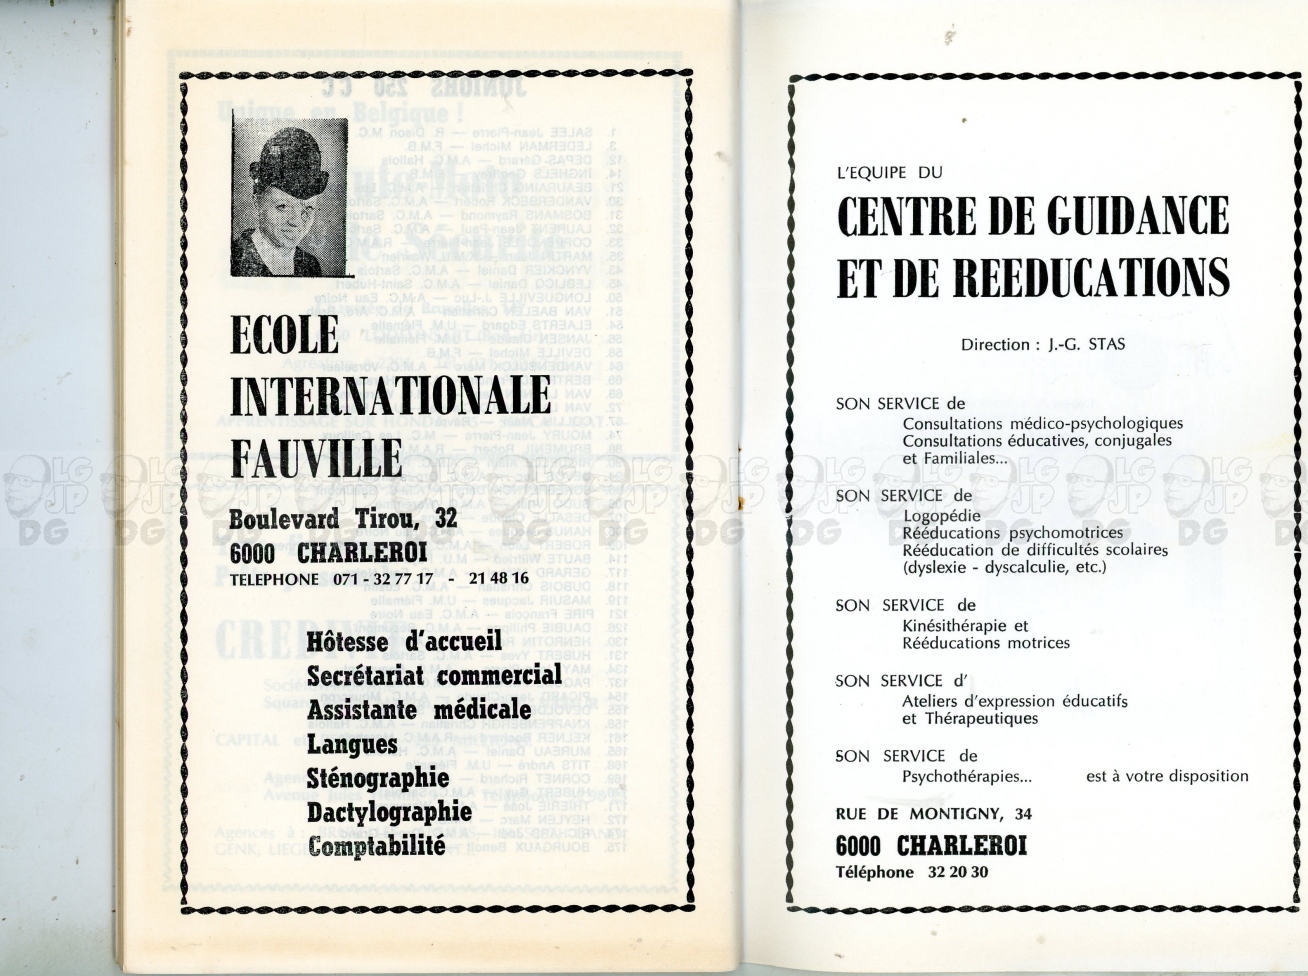 ECOLE
INTERNATIONALE
FAUVILLE
Boulevard Tirou, 32
6000 CHARLEROI
TELEPHONE 071 - 32 77 17 - 21 48 16
Hôtesse d'accueil
Secrétariat commercial
Assistante médicale
Langues
Sténographie
Dactylographie
Comptabilité
L'EQUIPE DU
CENTRE DE GUIDANCE
ET DE REEDUCATIONS
Direction : J.-G. STAS
SON SERVICE de
Consultations médico-psychologiques
Consultations éducatives, conjugales
et Familiales...
SON SERVICE de
Logopédie
Rééducations psychomotrices
Rééducation de difficultés scolaires
(dyslexie - dyscalculie, etc.)
SON SERVICE de
Kinésithérapie et
Rééducations motrices
SON SERVICE d'
Ateliers d'expression éducatifs
et Thérapeutiques
SON SERVICE de
Psychothérapies... est à votre disposition
RUE DE MONTIGNY, 34
6000 CHARLEROI
Téléphone 32 20 30